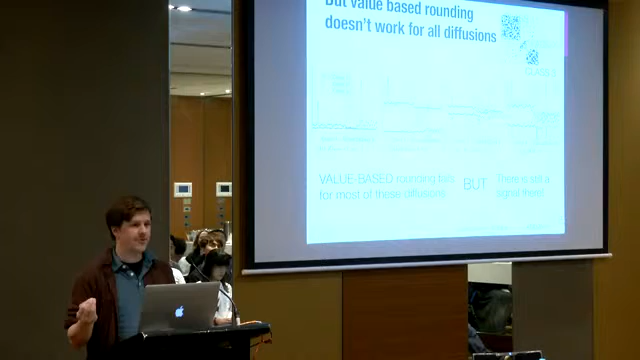 But value based rounding
doesn't work for all diffusions
VALUE-BASED rounding fails
for most of these diffusions
BUT
There is still a
signal there!